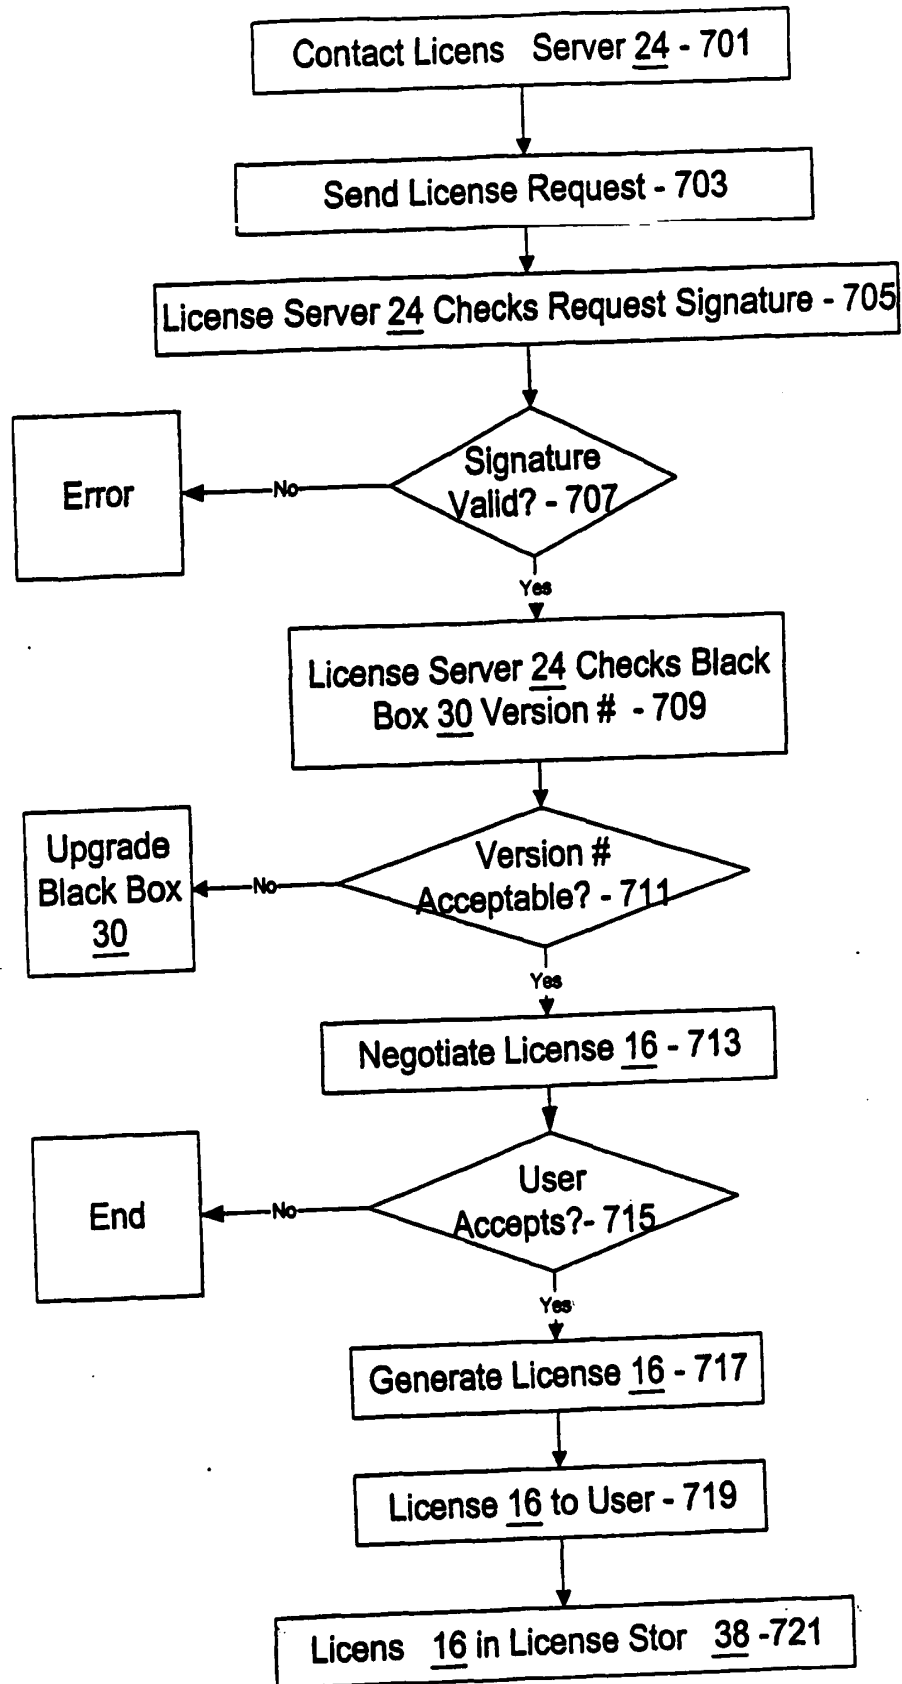 Contact Licens Server 24 - 701
Send License Request - 703
License Server 24 Checks Request Signature - 705
Signature
Valid? - 707
No
Error
Yes
License Server 24 Checks Black
Box 30 Version # - 709
Version #
Acceptable? - 711
No
Upgrade
Black Box
30
Yes
Negotiate License 16 - 713
User
Accepts?- 715
No
End
Yes
Generate License 16 - 717
License 16 to User - 719
Licens 16 in License Stor 38 -721